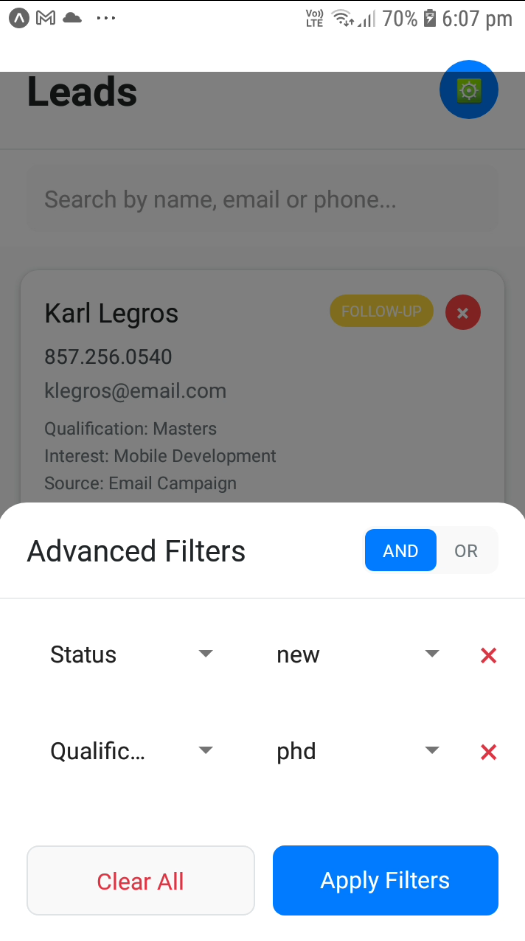 Vo)) LTE 70% 6:07 pm
Leads
Search by name, email or phone...
Karl Legros FOLLOW-UP
857.256.0540
klegros@email.com
Qualification: Masters
Interest: Mobile Development
Source: Email Campaign
Advanced Filters AND OR
Status new
Qualific... phd
Clear All Apply Filters